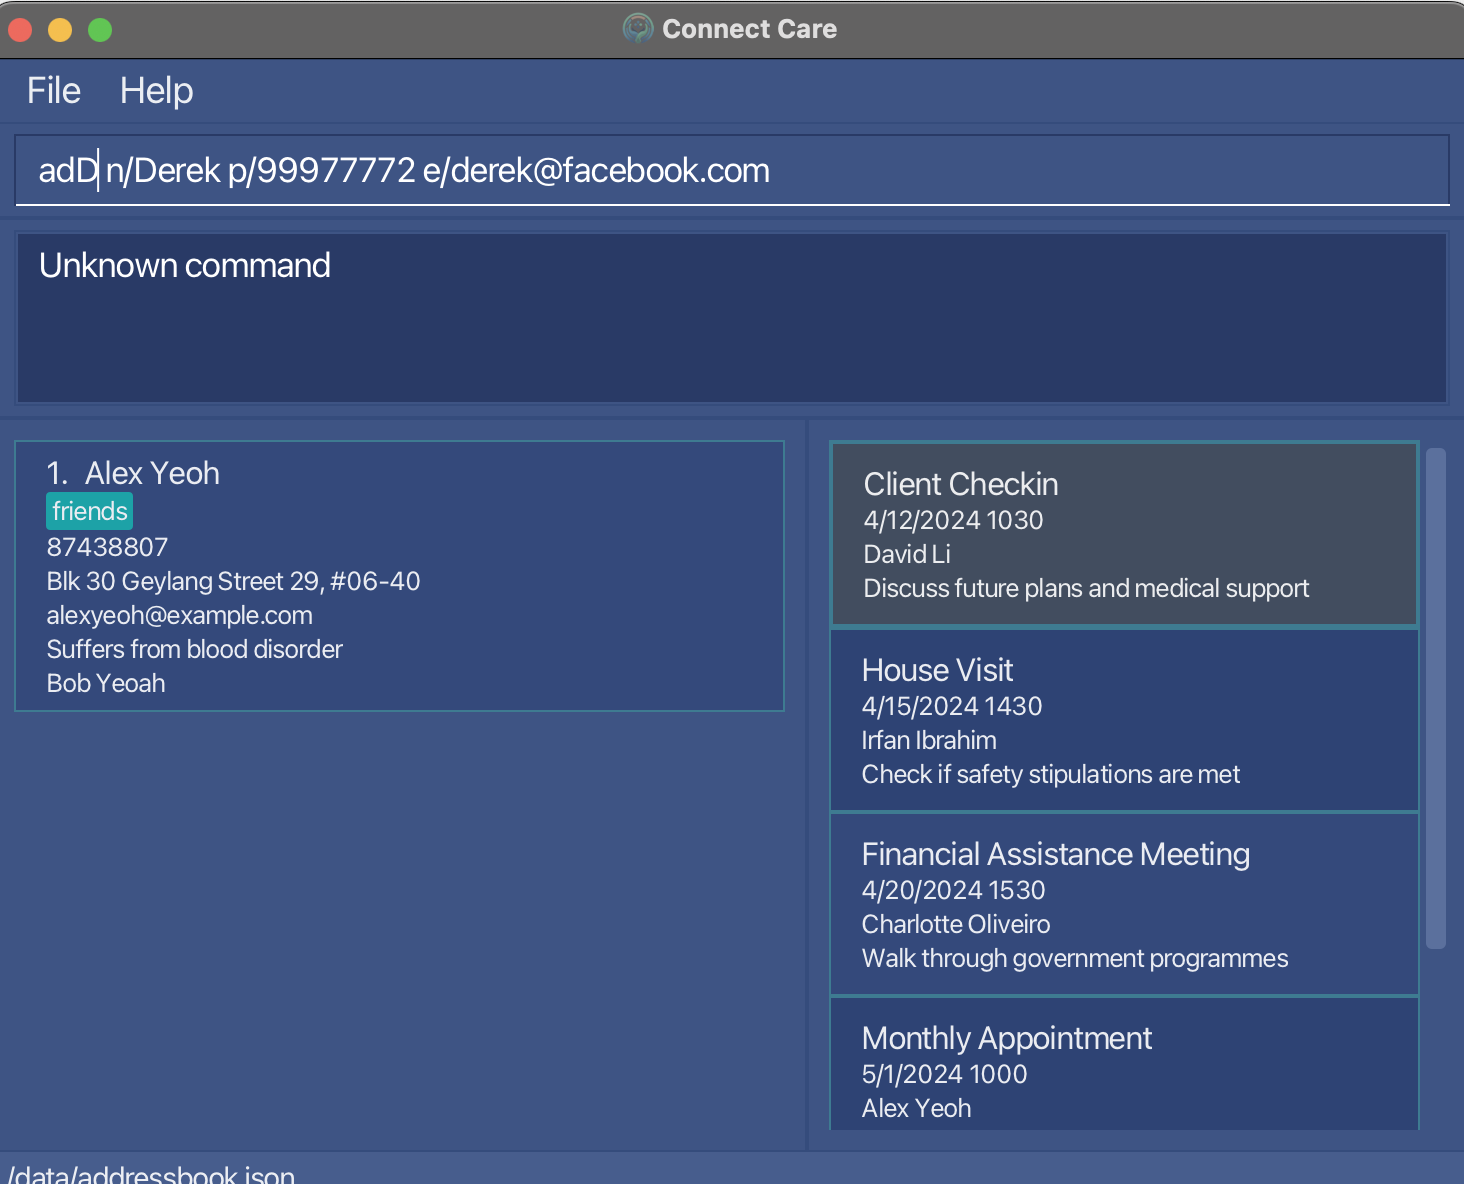 Connect Care
File Help
adD n/Derek p/99977772 e/derek@facebook.com
Unknown command
1. Alex Yeoh
friends
87438807
Blk 30 Geylang Street 29, #06-40
alexyeoh@example.com
Suffers from blood disorder
Bob Yeoah
Client Checkin
4/12/2024 1030
David Li
Discuss future plans and medical support
House Visit
4/15/2024 1430
Irfan Ibrahim
Check if safety stipulations are met
Financial Assistance Meeting
4/20/2024 1530
Charlotte Oliveiro
Walk through government programmes
Monthly Appointment
5/1/2024 1000
Alex Yeoh
/data/addressbook.json